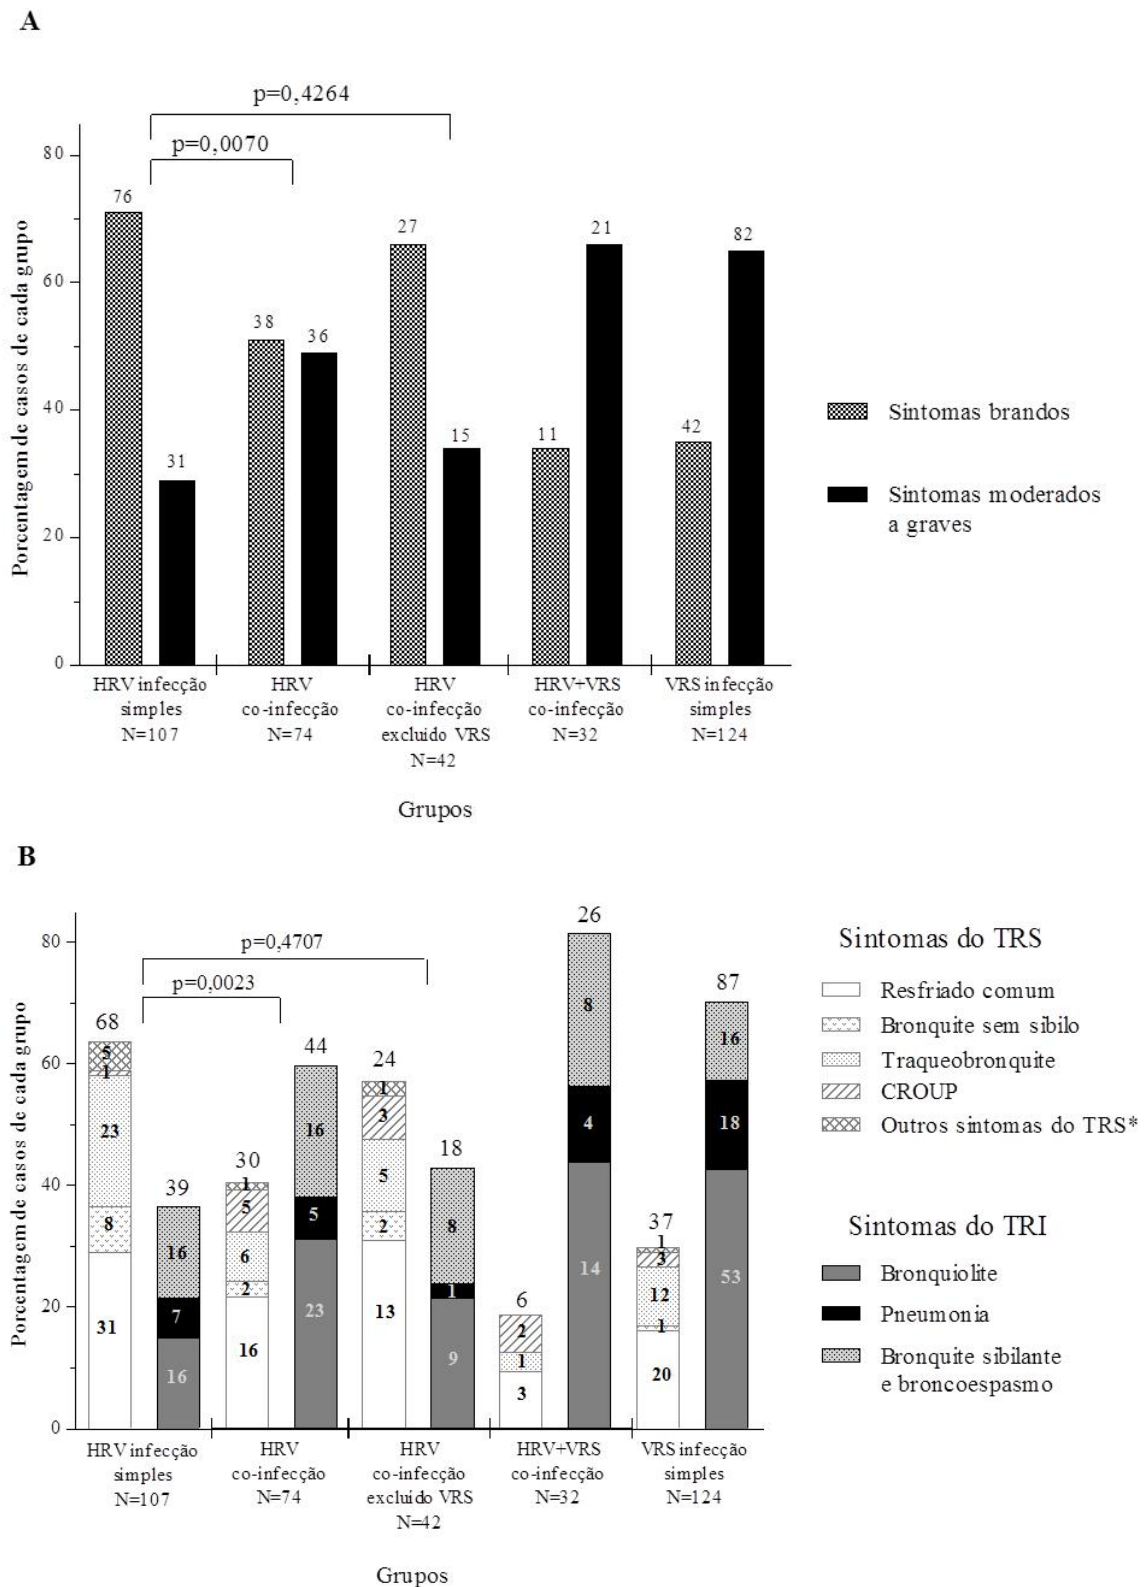 A
p=0,4264
p=0,0070
Porcentagem de casos de cada grupo
80
60
40
20
0
76
31
38
36
27
15
11
21
42
82
HRV infecção
simples
N=107
HRV
co-infecção
N=74
HRV
co-infecção
excluido VRS
N=42
HRV+VRS
co-infecção
N=32
VRS infecção
simples
N=124
Grupos
Sintomas brandos
Sintomas moderados
a graves
B
p=0,4707
p=0,0023
Porcentagem de casos de cada grupo
80
60
40
20
0
68
5
1
23
8
31
39
16
7
16
30
1
5
6
2
16
44
16
5
23
24
1
3
5
2
13
18
8
1
9
6
2
1
3
26
8
4
14
37
1
3
12
1
20
87
16
18
53
HRV infecção
simples
N=107
HRV
co-infecção
N=74
HRV
co-infecção
excluido VRS
N=42
HRV+VRS
co-infecção
N=32
VRS infecção
simples
N=124
Grupos
Sintomas do TRS
Resfriado comum
Bronquite sem sibilo
Traqueobronquite
CROUP
Outros sintomas do TRS*
Sintomas do TRI
Bronquiolite
Pneumonia
Bronquite sibilante
e broncoespasmo